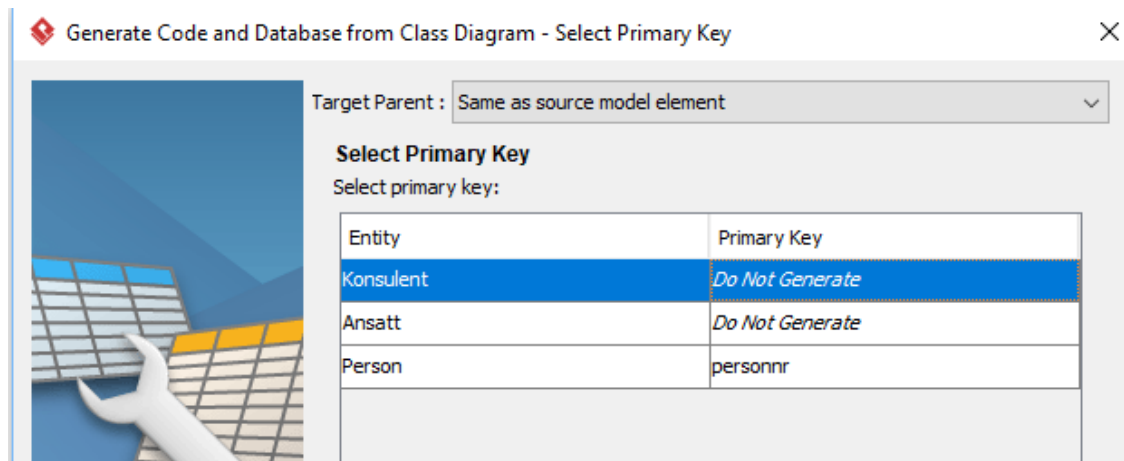 Generate Code and Database from Class Diagram - Select Primary Key
Target Parent : Same as source model element
Select Primary Key
Select primary key:
Entity Primary Key
Konsulent Do Not Generate
Ansatt Do Not Generate
Person personnr